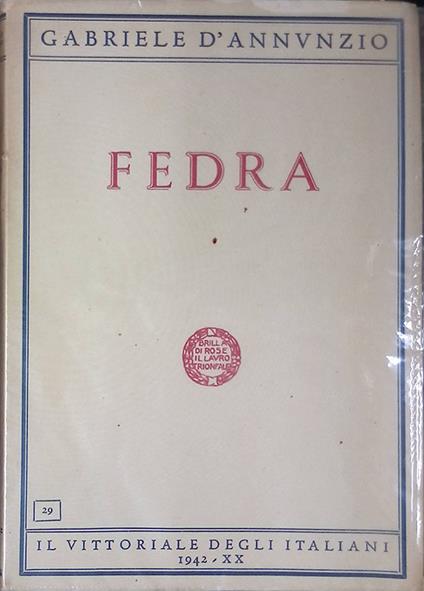 GABRIELE D'ANNVNZIO
FEDRA
BRILLA
DI ROSE
IL LAVRO
TRIONFALE
29
IL VITTORIALE DEGLI ITALIANI
1942-XX